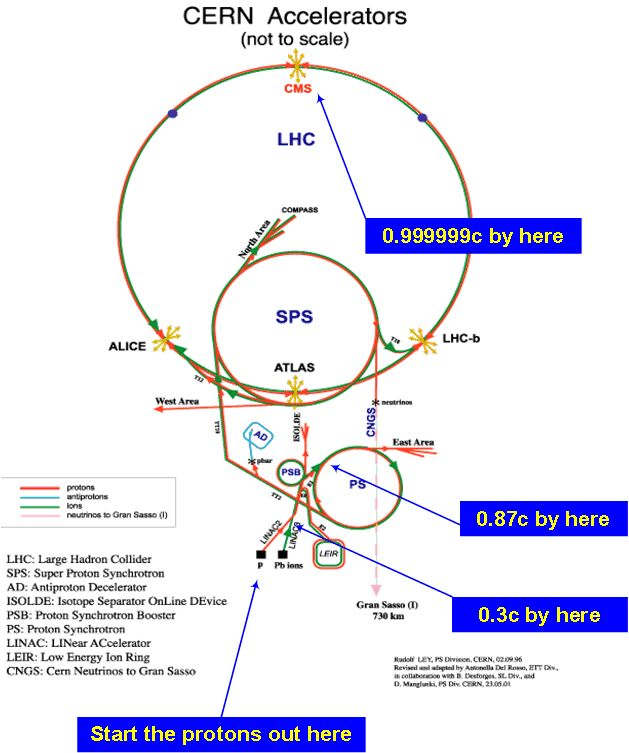 CERN Accelerators
(not to scale)
CMS
LHC
COMPASS
North Area
0.999999c by here
SPS
ALICE
LHC-b
TI8
ATLAS
TI2
West Area
neutrinos
CNGS
TT10
AD
ISOLDE
East Area
pbar
PSB
PS
TT2
E2
LINAC2
LINAC3
LEIR
p
Pb ions
0.87c by here
0.3c by here
Gran Sasso (I)
730 km
protons
antiprotons
ions
neutrinos to Gran Sasso (I)
LHC: Large Hadron Collider
SPS: Super Proton Synchrotron
AD: Antiproton Decelerator
ISOLDE: Isotope Separator OnLine DEvice
PSB: Proton Synchrotron Booster
PS: Proton Synchrotron
LINAC: LINear ACcelerator
LEIR: Low Energy Ion Ring
CNGS: Cern Neutrinos to Gran Sasso
Rudolf LEY, PS Division, CERN, 02.09.96
Revised and adapted by Antonella Del Rosso, ETT Div.,
in collaboration with B. Desforges, SL Div., and
D. Manglunki, PS Div. CERN, 23.05.01
Start the protons out here